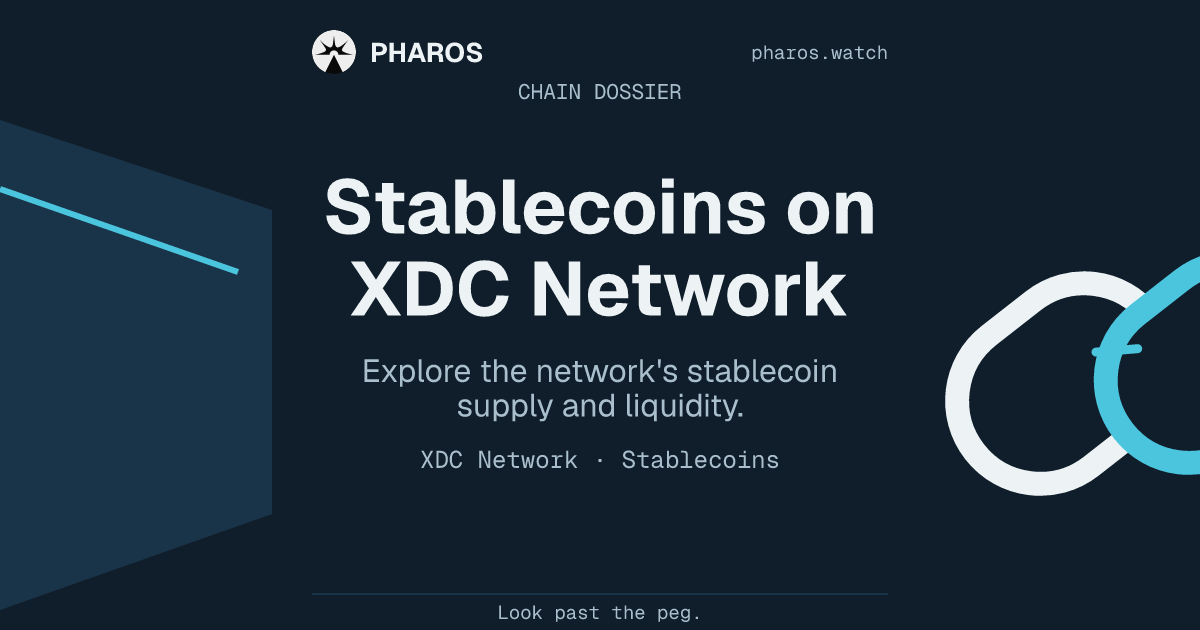 PHAROS
pharos.watch
CHAIN DOSSIER
Stablecoins on
XDC Network
Explore the network's stablecoin
supply and liquidity.
XDC Network · Stablecoins
Look past the peg.